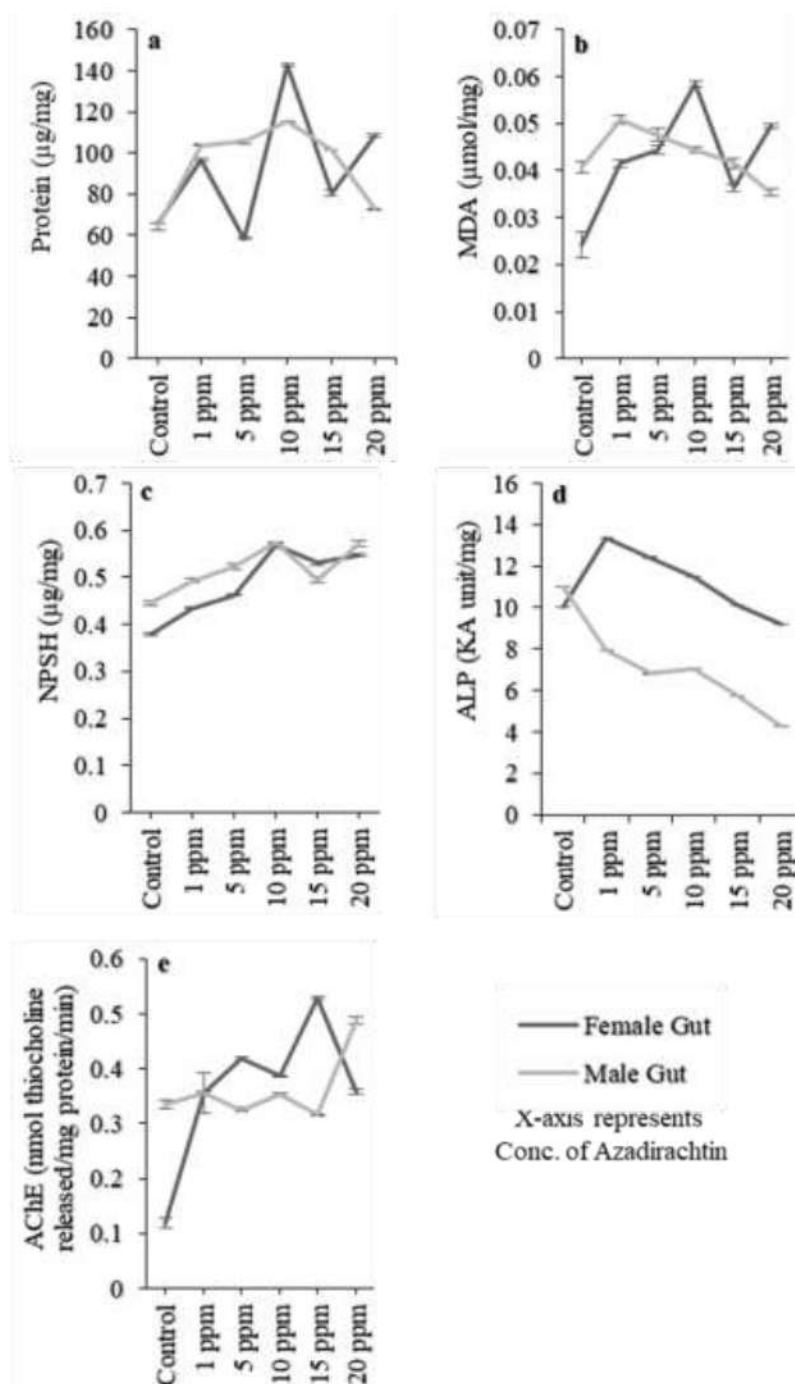 a
Protein (µg/mg)
160
140
120
100
80
60
40
20
0
Control
1 ppm
5 ppm
10 ppm
15 ppm
20 ppm
b
MDA (µmol/mg)
0.07
0.06
0.05
0.04
0.03
0.02
0.01
0
Control
1 ppm
5 ppm
10 ppm
15 ppm
20 ppm
c
NPSH (µg/mg)
0.7
0.6
0.5
0.4
0.3
0.2
0.1
0
Control
1 ppm
5 ppm
10 ppm
15 ppm
20 ppm
d
ALP (KA unit/mg)
16
14
12
10
8
6
4
2
0
Control
1 ppm
5 ppm
10 ppm
15 ppm
20 ppm
e
AChE (nmol thiocholine
released/mg protein/min)
0.6
0.5
0.4
0.3
0.2
0.1
0
Control
1 ppm
5 ppm
10 ppm
15 ppm
20 ppm
Female Gut
Male Gut
X-axis represents
Conc. of Azadirachtin